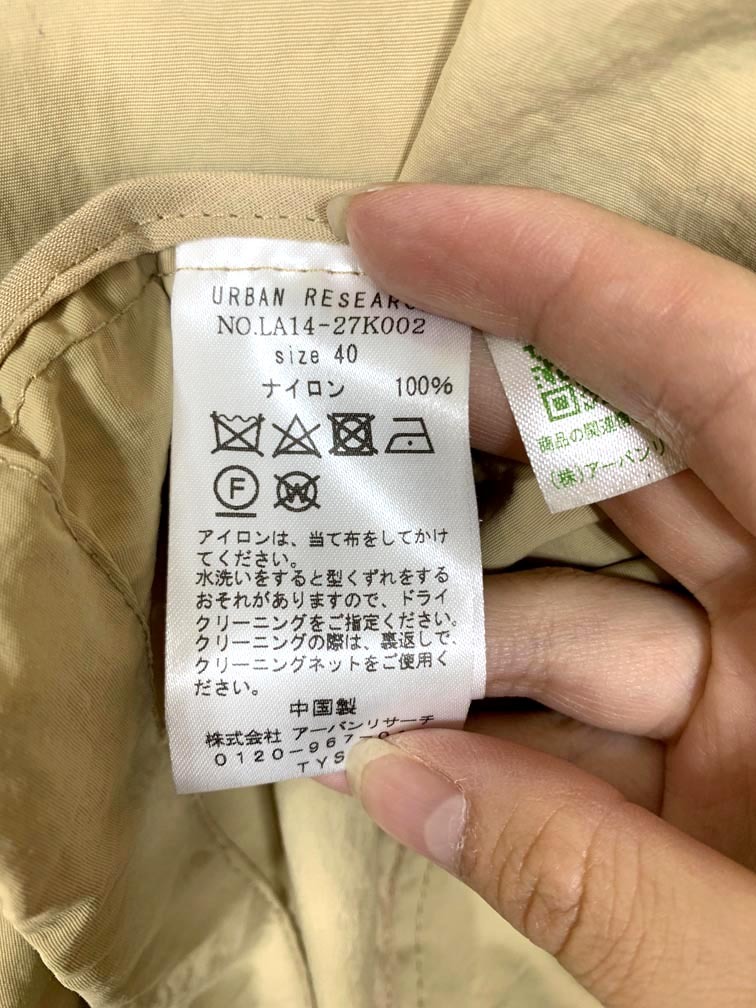 URBAN
NO.LA14-27K002
size 40
ナイロン 100%
F
W
アイロンは、当て布をしてかけ
てください。
水洗いをすると型くずれをする
おそれがありますので、ドライ
クリーニングをご指定ください。
クリーニングの際は、裏返しで、
クリーニングネットをご使用く
ださい。
中国製
株式会社 アーバンリサーチ
0120-967-
TYS
商品の関連
(株)アーバンリ